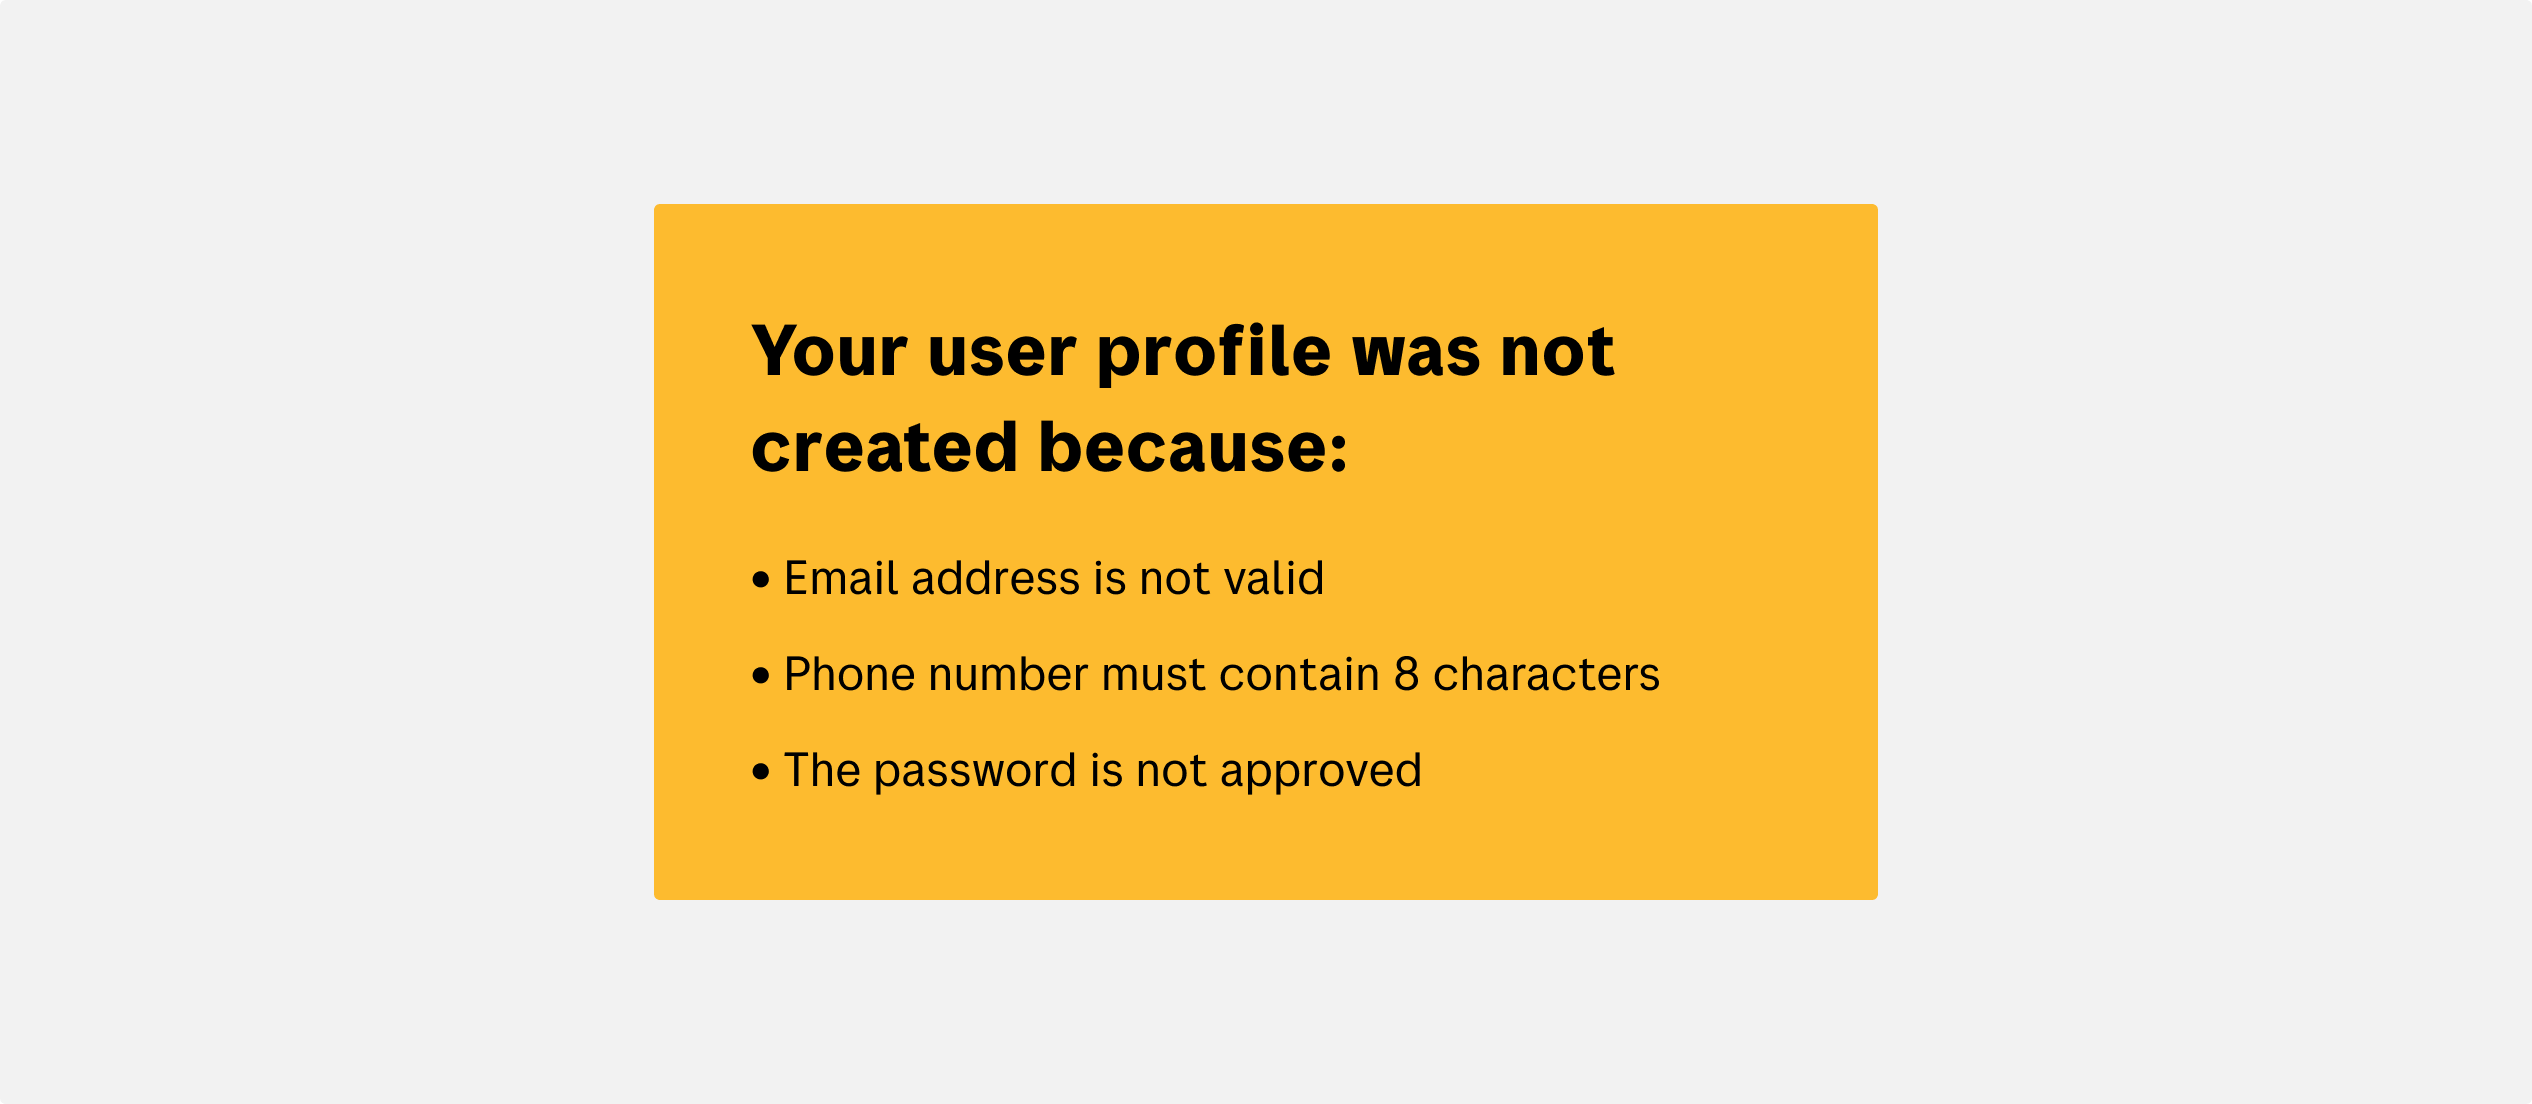 Your user profile was not
created because:
• Email address is not valid
• Phone number must contain 8 characters
• The password is not approved